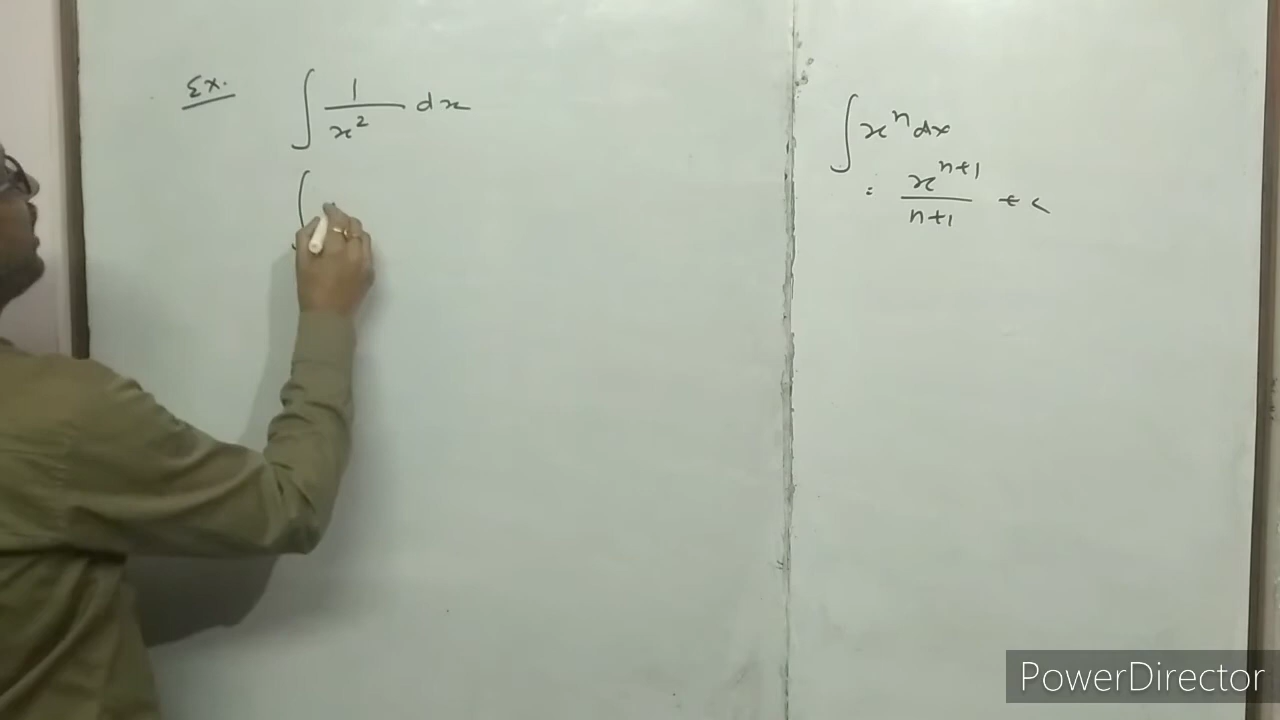 Ex. ∫ 1/x² dx
∫
∫ xⁿ dx
= xⁿ⁺¹/n+1 + c
PowerDirector